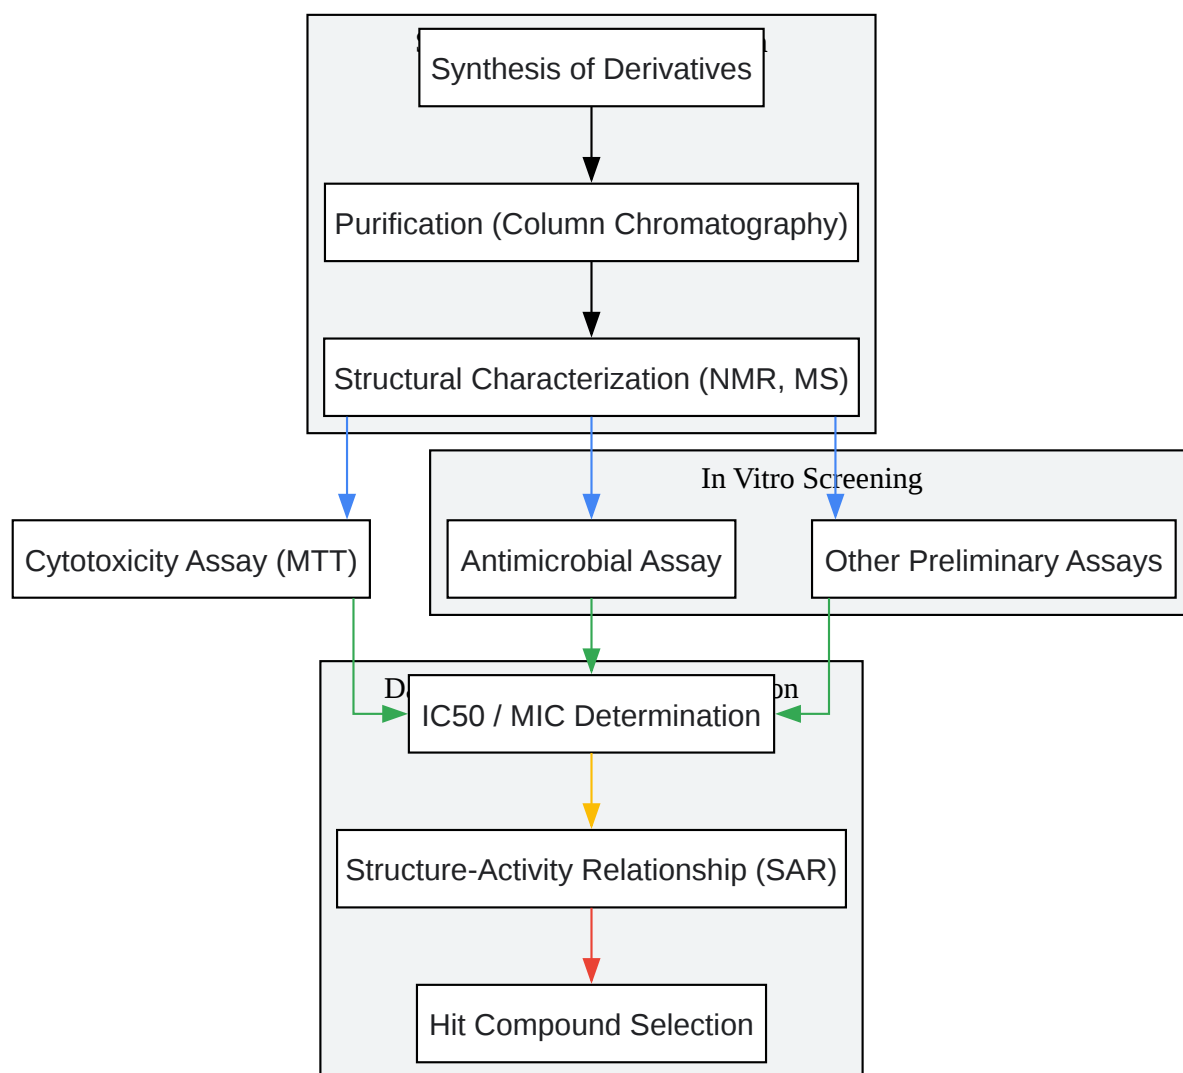 Synthesis of Derivatives
Purification (Column Chromatography)
Structural Characterization (NMR, MS)
In Vitro Screening
Cytotoxicity Assay (MTT)
Antimicrobial Assay
Other Preliminary Assays
IC50 / MIC Determination
Structure-Activity Relationship (SAR)
Hit Compound Selection